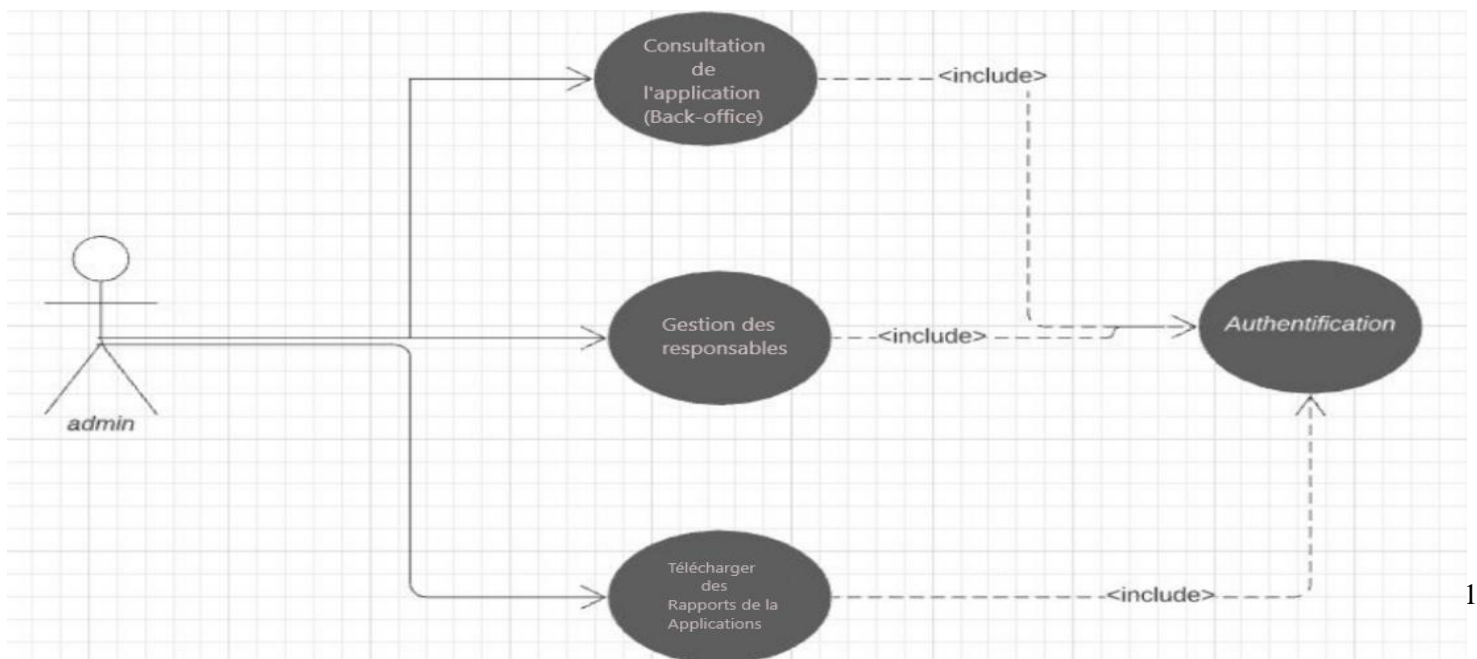 Consultation
de
l'application
(Back-office)
<include>
Gestion des
responsables
<include>
Authentification
admin
Télécharger
des
Rapports de la
Applications
<include>
1